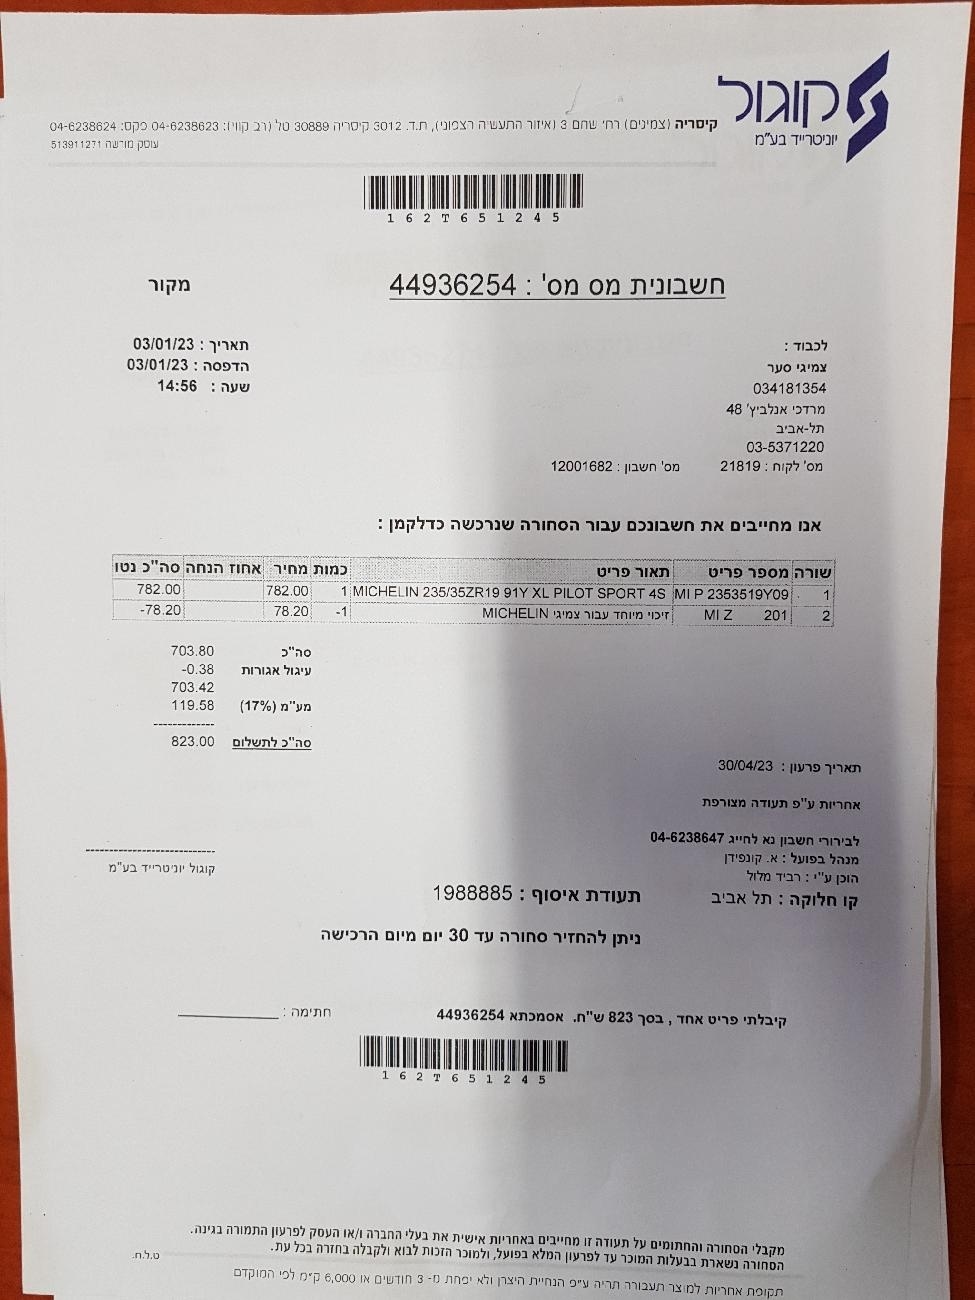 קוגול
יוניטרייד בע"מ
קיסריה (צמיגים) רח' שחם 3 (איזור התעשיה הצפוני), ת.ד. 3012 קיסריה 30889 טל (רב קווי): 04-6238623 פקס: 04-6238624
עוסק מורשה 513911271
162T651245
חשבונית מס מס' : 44936254
מקור
תאריך : 03/01/23
הדפסה : 03/01/23
שעה : 14:56
לכבוד :
צמיגי סער
034181354
מרדכי אנלביץ' 48
תל-אביב
03-5371220
מס' לקוח : 21819 מס' חשבון : 12001682
אנו מחייבים את חשבונכם עבור הסחורה שנרכשה כדלקמן :
שורה מספר פריט תאור פריט כמות מחיר אחוז הנחה סה"כ נטו
1 MI P 2353519Y09 MICHELIN 235/35ZR19 91Y XL PILOT SPORT 4S 1 782.00 782.00
2 MI Z 201 זיכוי מיוחד עבור צמיגי MICHELIN -1 78.20 -78.20
סה"כ 703.80
עיגול אגורות -0.38
703.42
מע"מ (17%) 119.58
סה"כ לתשלום 823.00
תאריך פרעון : 30/04/23
אחריות ע"פ תעודה מצורפת
לבירורי חשבון נא לחייג 04-6238647
מנהל בפועל : א. קונפידן
הוכן ע"י : רביד מלול
קוגול יוניטרייד בע"מ
קו חלוקה : תל אביב תעודת איסוף : 1988885
ניתן להחזיר סחורה עד 30 יום מיום הרכישה
קיבלתי פריט אחד , בסך 823 ש"ח. אסמכתא 44936254 חתימה :
162T651245
מקבלי הסחורה והחתומים על תעודה זו מחייבים באחריות אישית את בעלי החברה ו/או העסק לפרעון התמורה בגינה.
הסחורה נשארת בבעלות המוכר עד לפרעון המלא בפועל, ולמוכר הזכות לבוא ולקבלה בחזרה בכל עת.
ט.ל.ח.
תקופת אחריות למוצר תעבורה תהיה ע"פ הנחיית היצרן ולא יפחת מ- 3 חודשים או 6,000 ק"מ לפי המוקדם